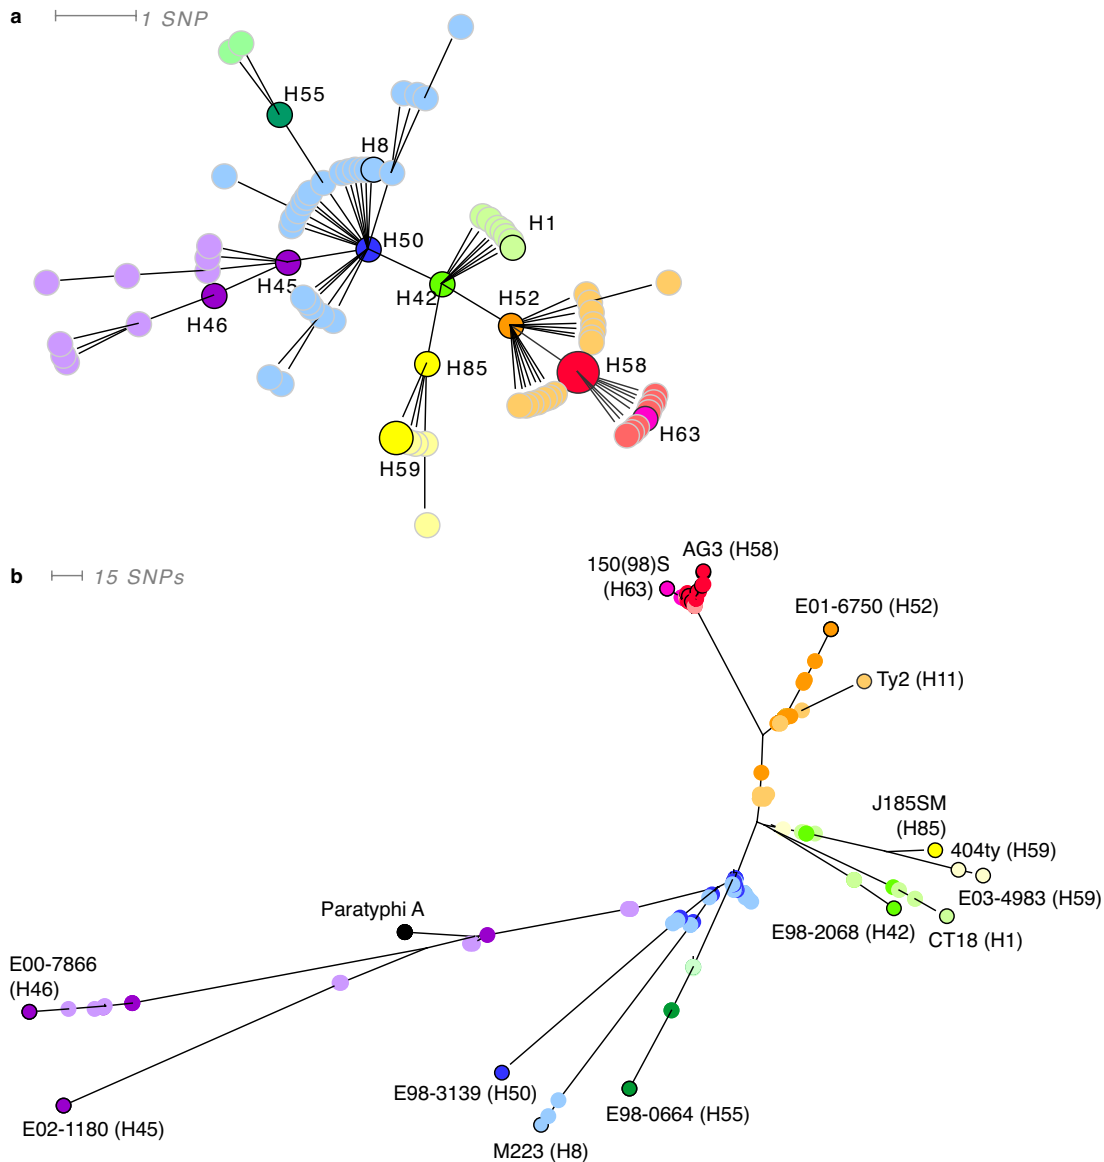 a
1 SNP
H55
H8
H1
H50
H45
H42
H52
H46
H85
H58
H63
H59
b
15 SNPs
AG3 (H58)
150(98)S
(H63)
E01-6750 (H52)
Ty2 (H11)
J185SM
(H85)
404ty (H59)
E03-4983 (H59)
Paratyphi A
E98-2068 (H42)
CT18 (H1)
E00-7866
(H46)
E98-3139 (H50)
E98-0664 (H55)
E02-1180 (H45)
M223 (H8)